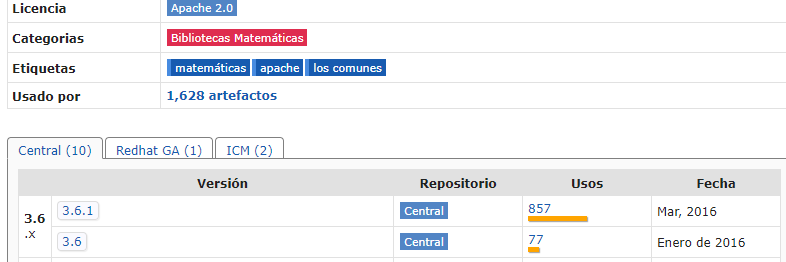 Licencia Apache 2.0
Categorias Bibliotecas Matemáticas
Etiquetas matemáticas apache los comunes
Usado por 1,628 artefactos
Central (10) Redhat GA (1) ICM (2)
Versión Repositorio Usos Fecha
3.6.x 3.6.1 Central 857 Mar, 2016
3.6 Central 77 Enero de 2016